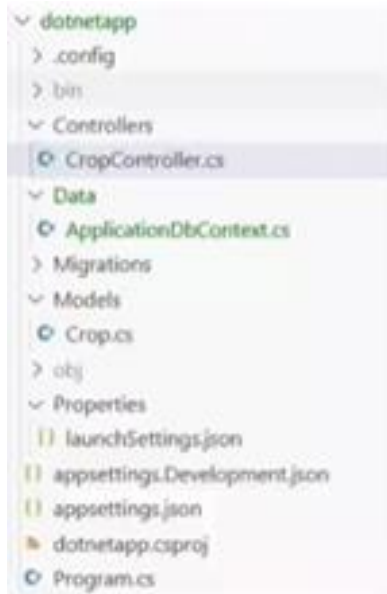 dotnetapp
.config
bin
Controllers
CropController.cs
Data
ApplicationDbContext.cs
Migrations
Models
Crop.cs
obj
Properties
launchSettings.json
appsettings.Development.json
appsettings.json
dotnetapp.csproj
Program.cs